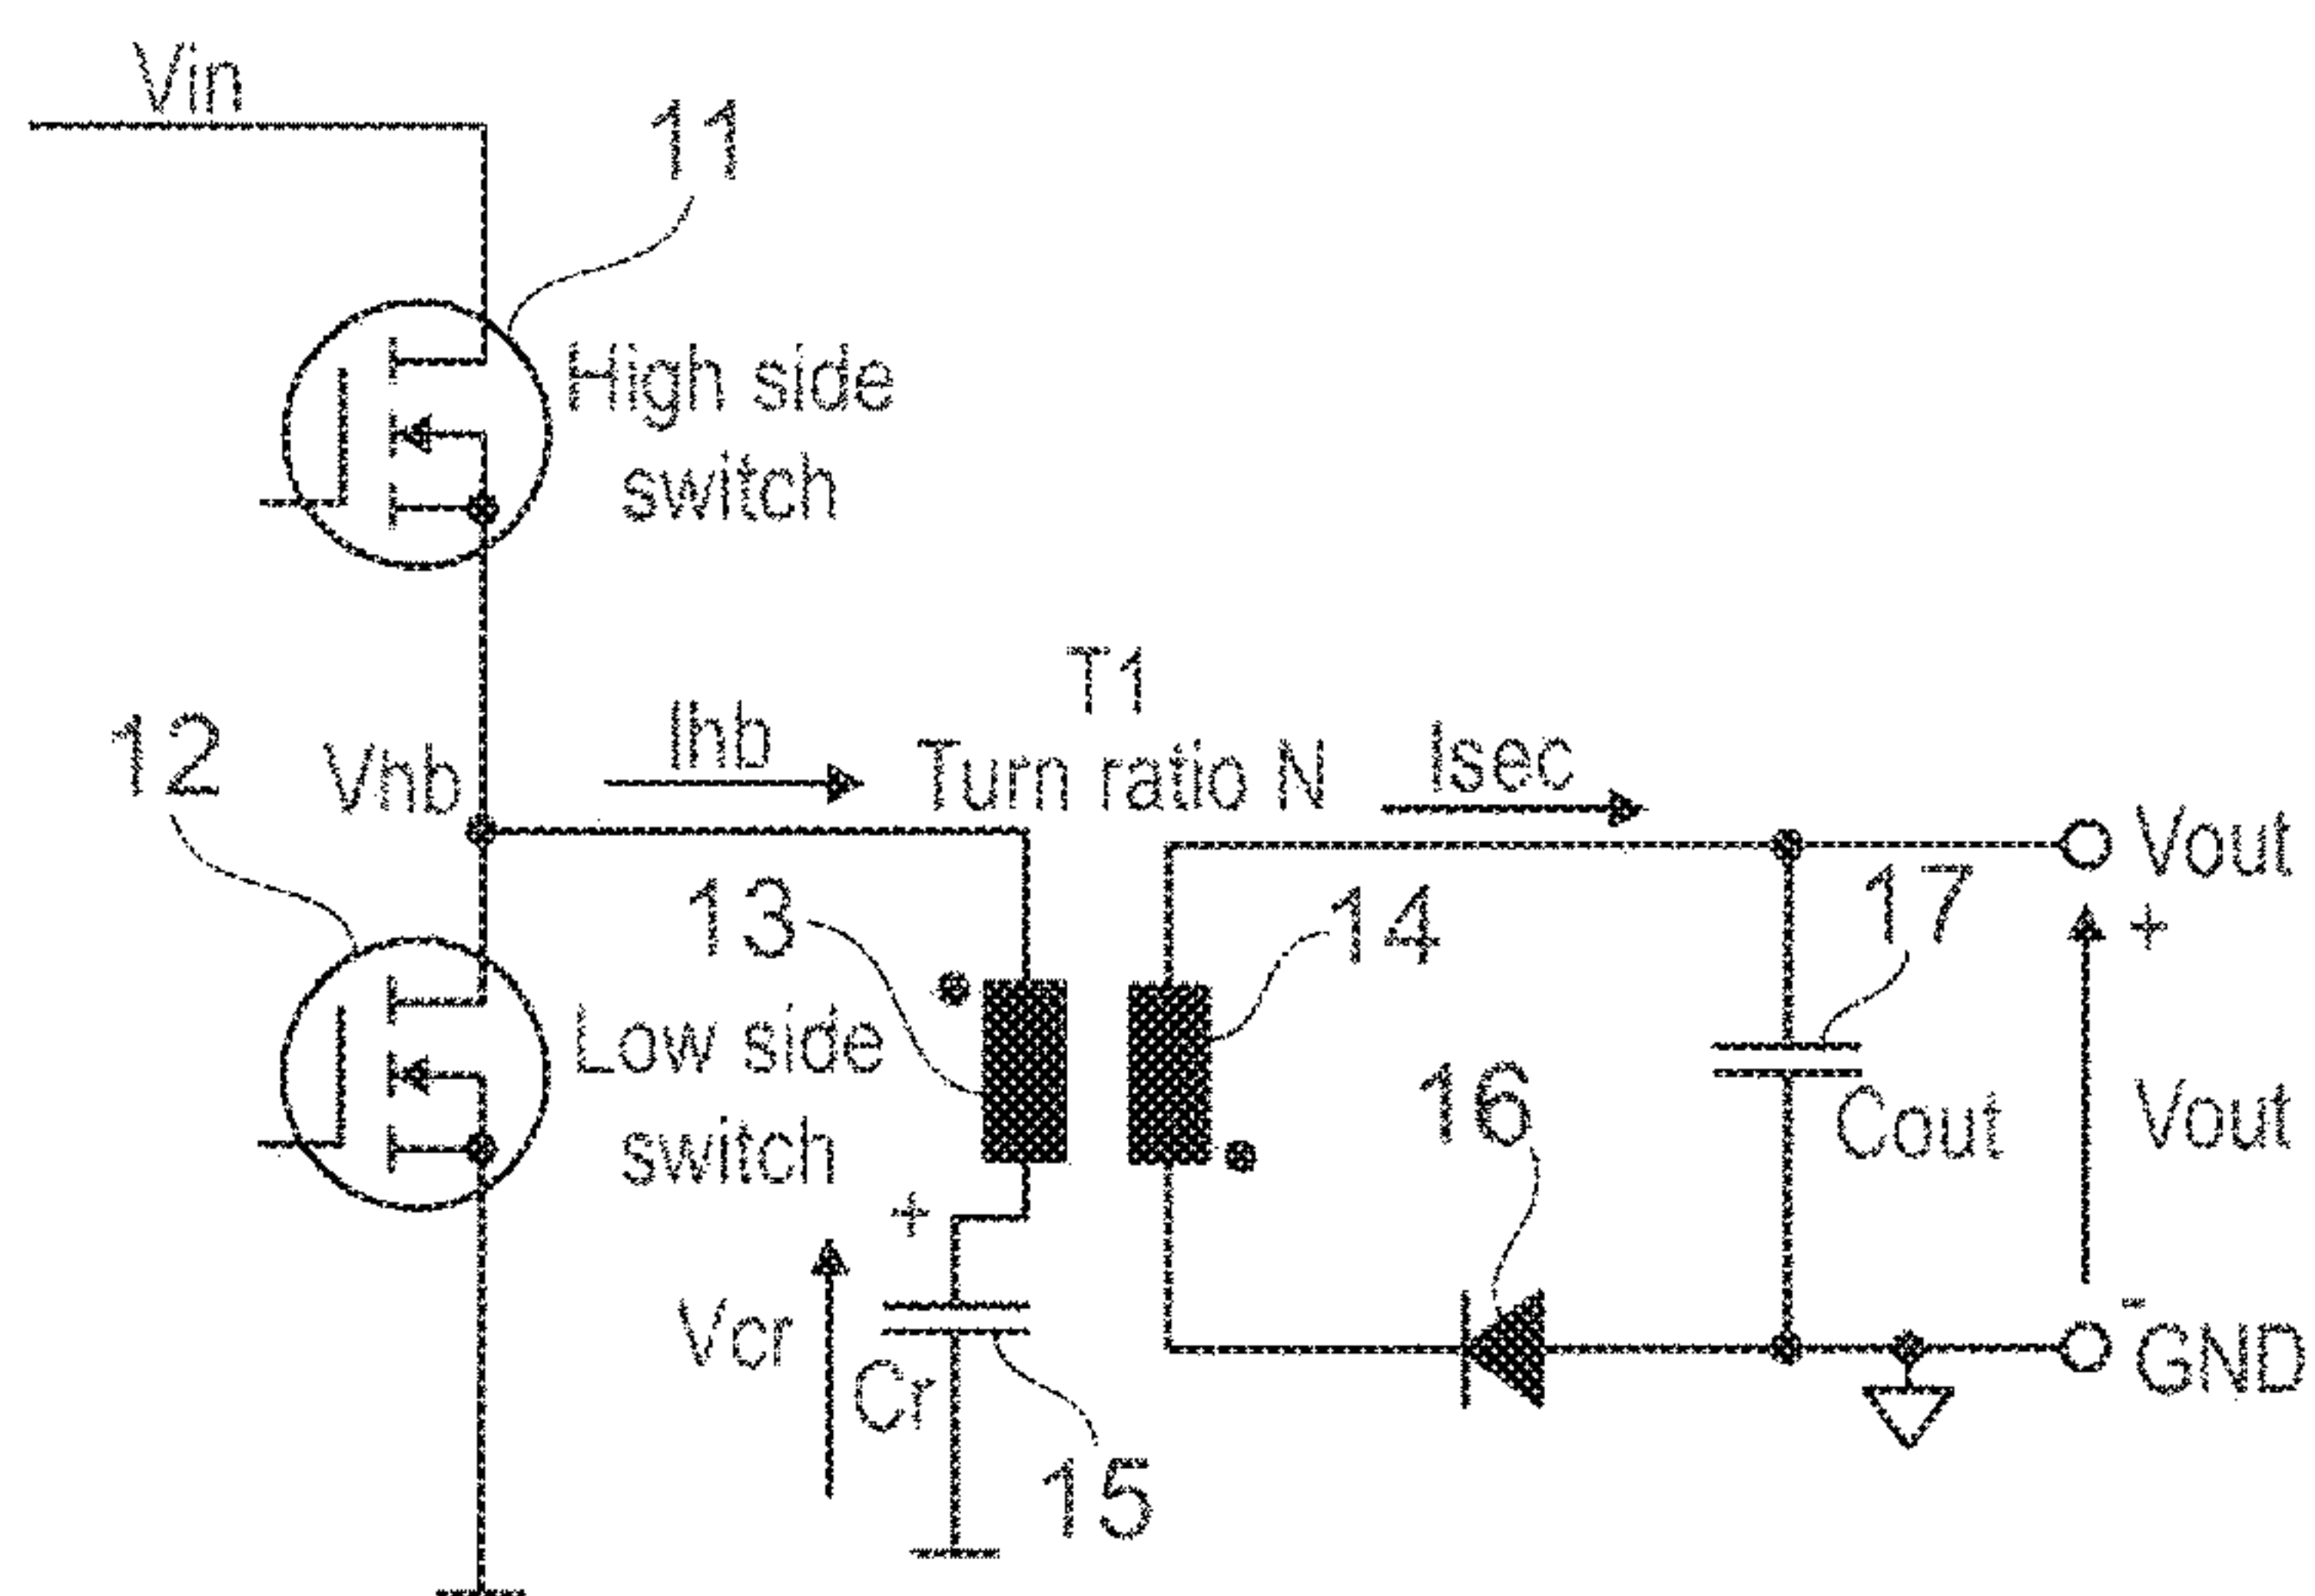 Vin
11
High side
switch
T1
Turn ratio N
Ihb
Isec
12
Vhb
Vout
13
14
17
+
Low side
switch
16
Cout
Vout
+
Vcr
Cr
15
-
GND